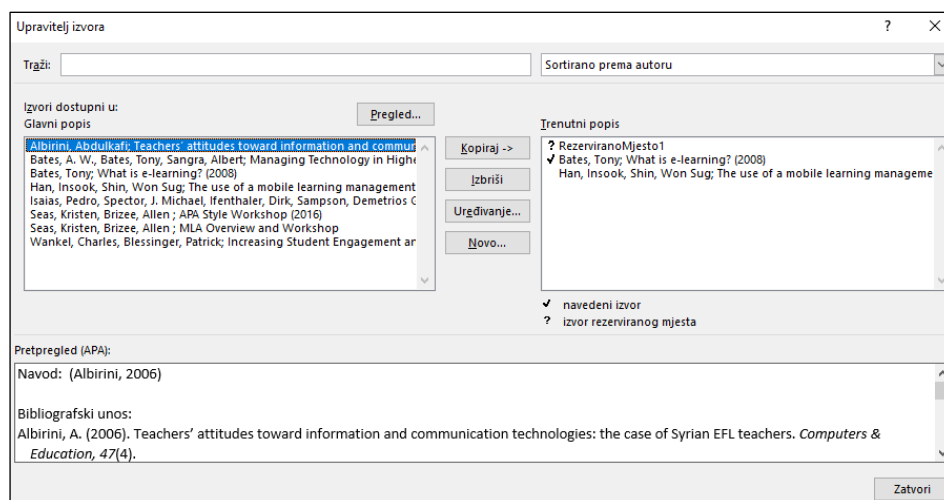 Upravitelj izvora
? X
Traži:
Sortirano prema autoru
Izvori dostupni u:
Glavni popis
Pregled...
Albirini, Abdulkafi; Teachers' attitudes toward information and commur
Bates, A. W., Bates, Tony, Sangra, Albert; Managing Technology in Highe
Bates, Tony; What is e-learning? (2008)
Han, Insook, Shin, Won Sug; The use of a mobile learning management
Isaias, Pedro, Spector, J. Michael, Ifenthaler, Dirk, Sampson, Demetrios G
Seas, Kristen, Brizee, Allen ; APA Style Workshop (2016)
Seas, Kristen, Brizee, Allen ; MLA Overview and Workshop
Wankel, Charles, Blessinger, Patrick; Increasing Student Engagement ar
Kopiraj ->
Izbriši
Uređivanje...
Novo...
Trenutni popis
? RezerviranoMjesto1
✔ Bates, Tony; What is e-learning? (2008)
Han, Insook, Shin, Won Sug; The use of a mobile learning manageme
✔ navedeni izvor
? izvor rezerviranog mjesta
Pretpregled (APA):
Navod: (Albirini, 2006)
Bibliografski unos:
Albirini, A. (2006). Teachers' attitudes toward information and communication technologies: the case of Syrian EFL teachers. Computers &
Education, 47(4).
Zatvori